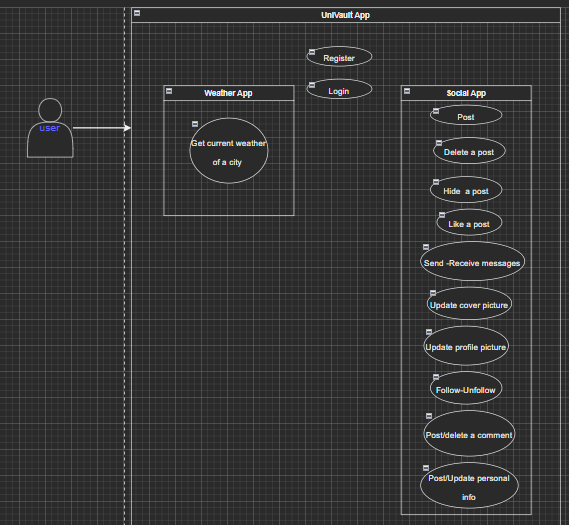 UniVault App
Register
Login
Weather App
Get current weather
of a city
user
Social App
Post
Delete a post
Hide  a post
Like a post
Send -Receive messages
Update cover picture
Update profile picture
Follow-Unfollow
Post/delete a comment
Post/Update personal
info